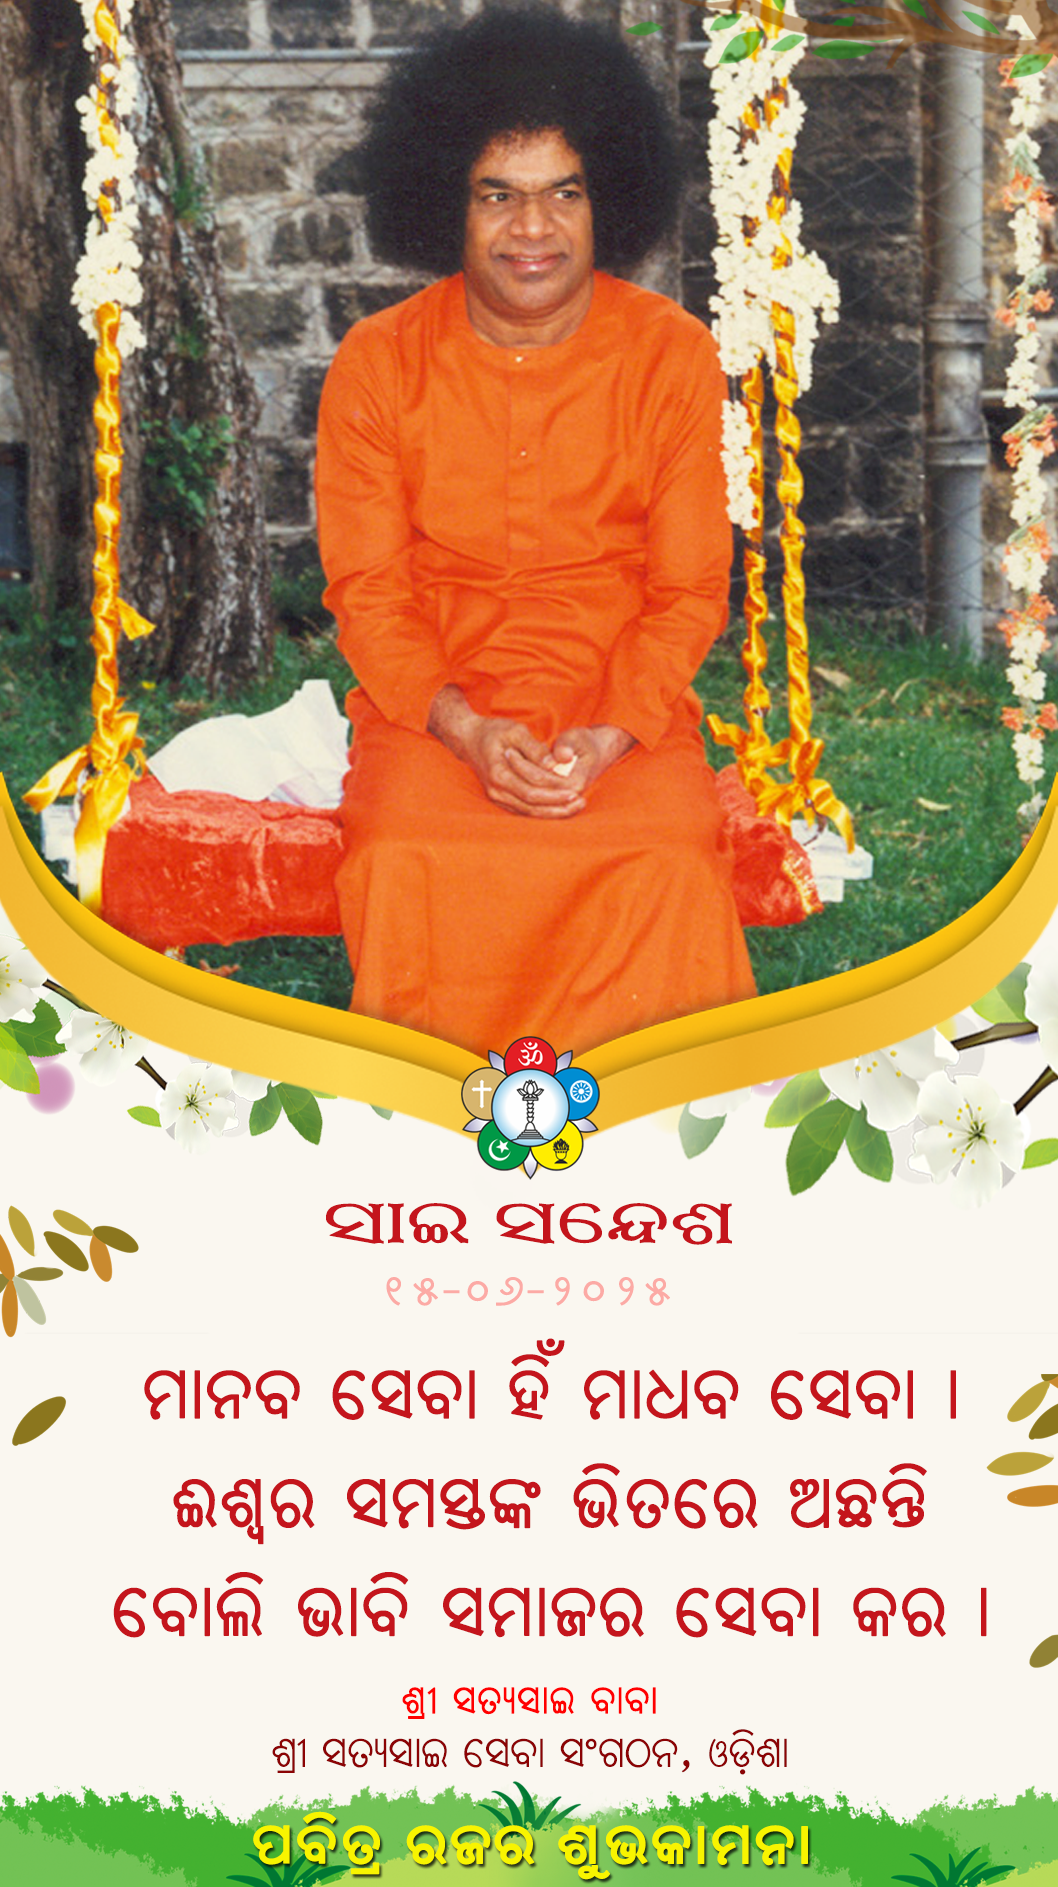 ॐ
ସାଇ ସନ୍ଦେଶ
୧୫-୦୬-୨୦୨୫
ମାନବ ସେବା ହିଁ ମାଧବ ସେବା ।
ଈଶ୍ୱର ସମସ୍ତଙ୍କ ଭିତରେ ଅଛନ୍ତି
ବୋଲି ଭାବି ସମାଜର ସେବା କର ।
ଶ୍ରୀ ସତ୍ୟସାଇ ବାବା
ଶ୍ରୀ ସତ୍ୟସାଇ ସେବା ସଂଗଠନ, ଓଡ଼ିଶା
ପବିତ୍ର ରଜର ଶୁଭକାମନା